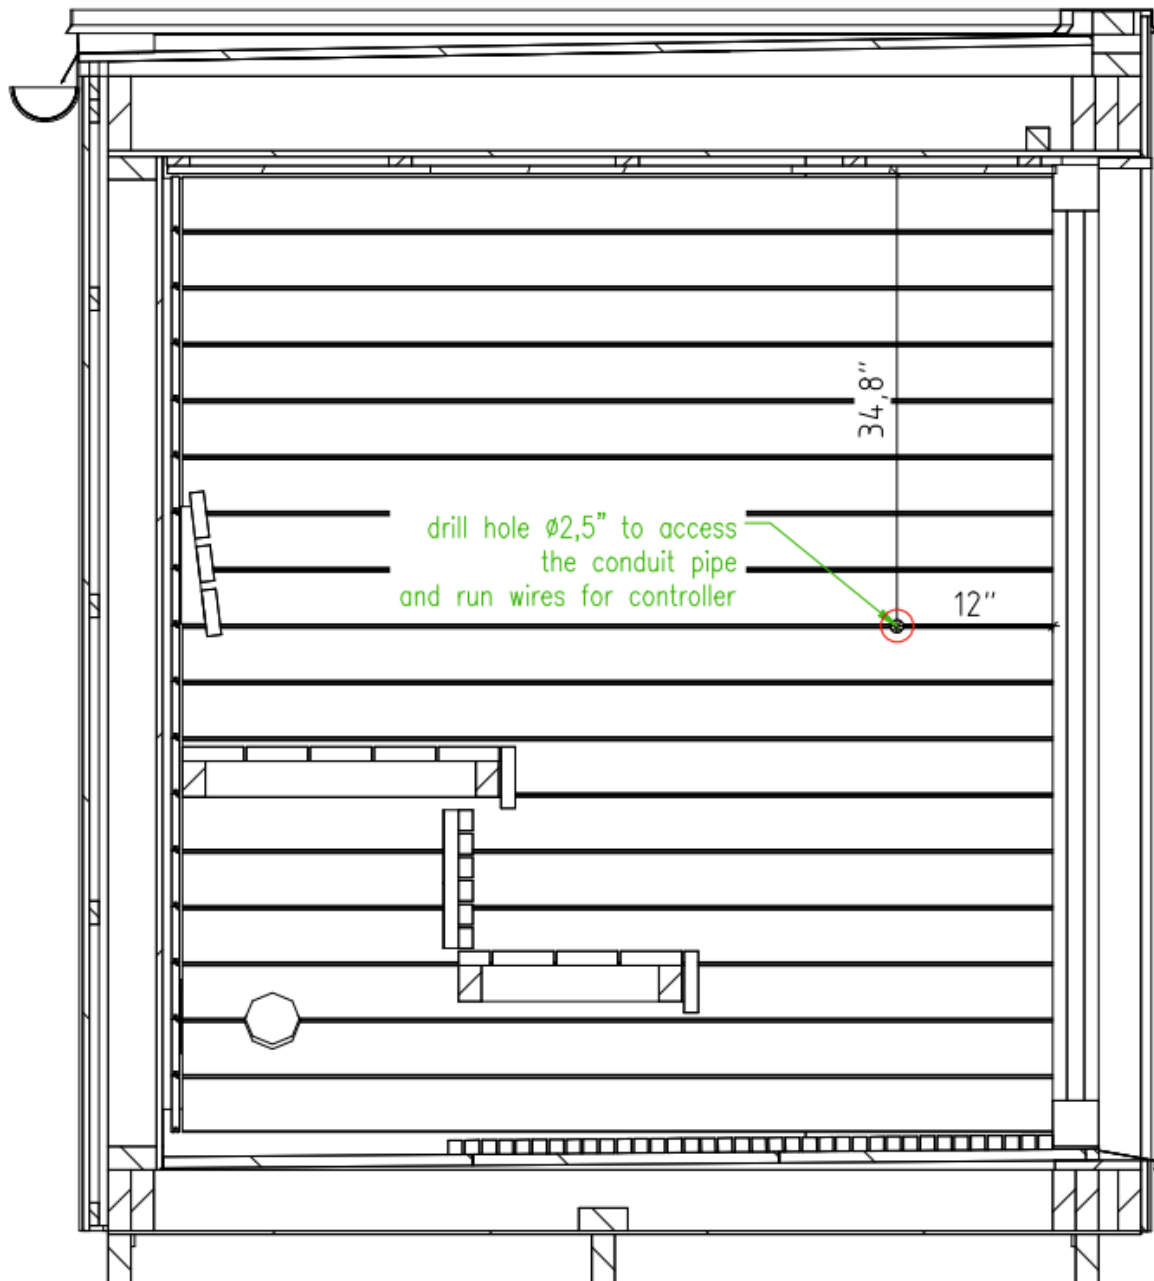 34,8"
drill hole ø2,5" to access
the conduit pipe
and run wires for controller
12"